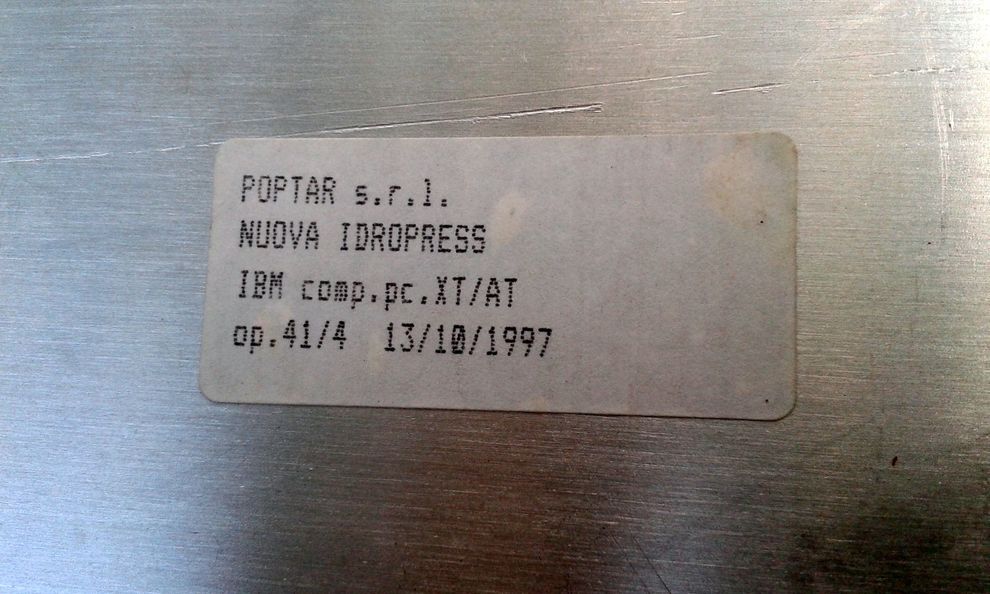 POPTAR s.r.l.
NUOVA IDROPRESS
IBM comp.pc.XT/AT
op.41/4 13/10/1997